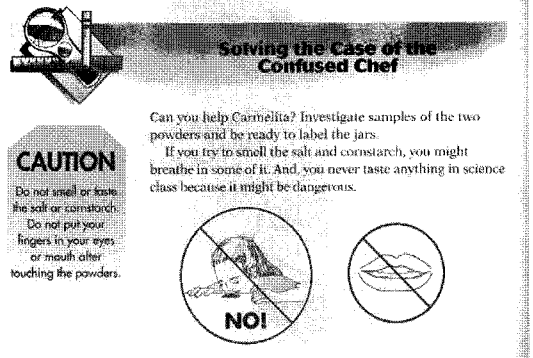 Solving the Case of the
Confused Chef
Can you help Carmelita? Investigate samples of the two
powders and be ready to label the jars.
If you try to smell the salt and cornstarch, you might
breathe in some of it. And, you never taste anything in science
class because it might be dangerous.
CAUTION
Do not smell or taste
the salt or cornstarch.
Do not put your
fingers in your eyes
or mouth after
touching the powders.
NO!